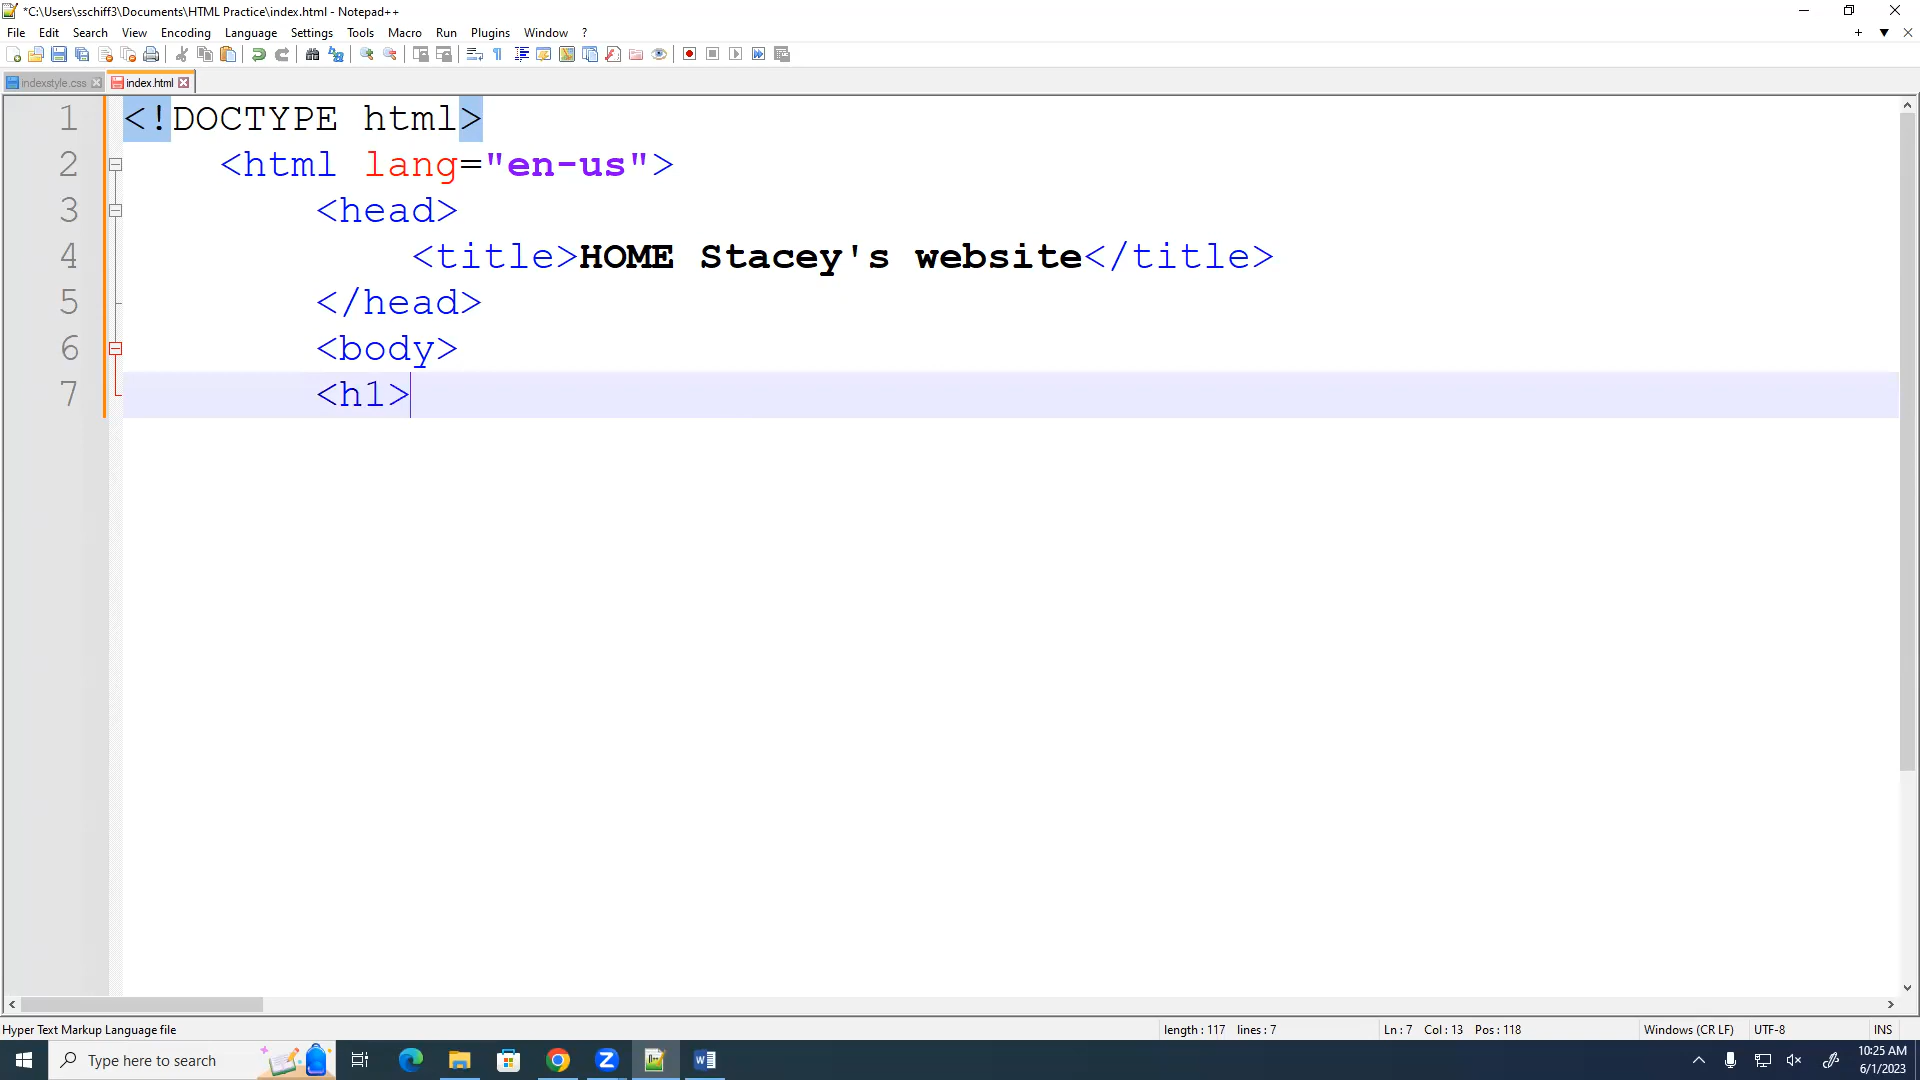 *C:\Users\sschiff3\Documents\HTML Practice\index.html - Notepad++
File Edit Search View Encoding Language Settings Tools Macro Run Plugins Window ?
+ ▼ ✕
indexstyle.css index.html
1 <!DOCTYPE html>
2 <html lang="en-us">
3 <head>
4 <title>HOME Stacey's website</title>
5 </head>
6 <body>
7 <h1>
Hyper Text Markup Language file length : 117 lines : 7 Ln : 7 Col : 13 Pos : 118 Windows (CR LF) UTF-8 INS
Type here to search
10:25 AM
6/1/2023